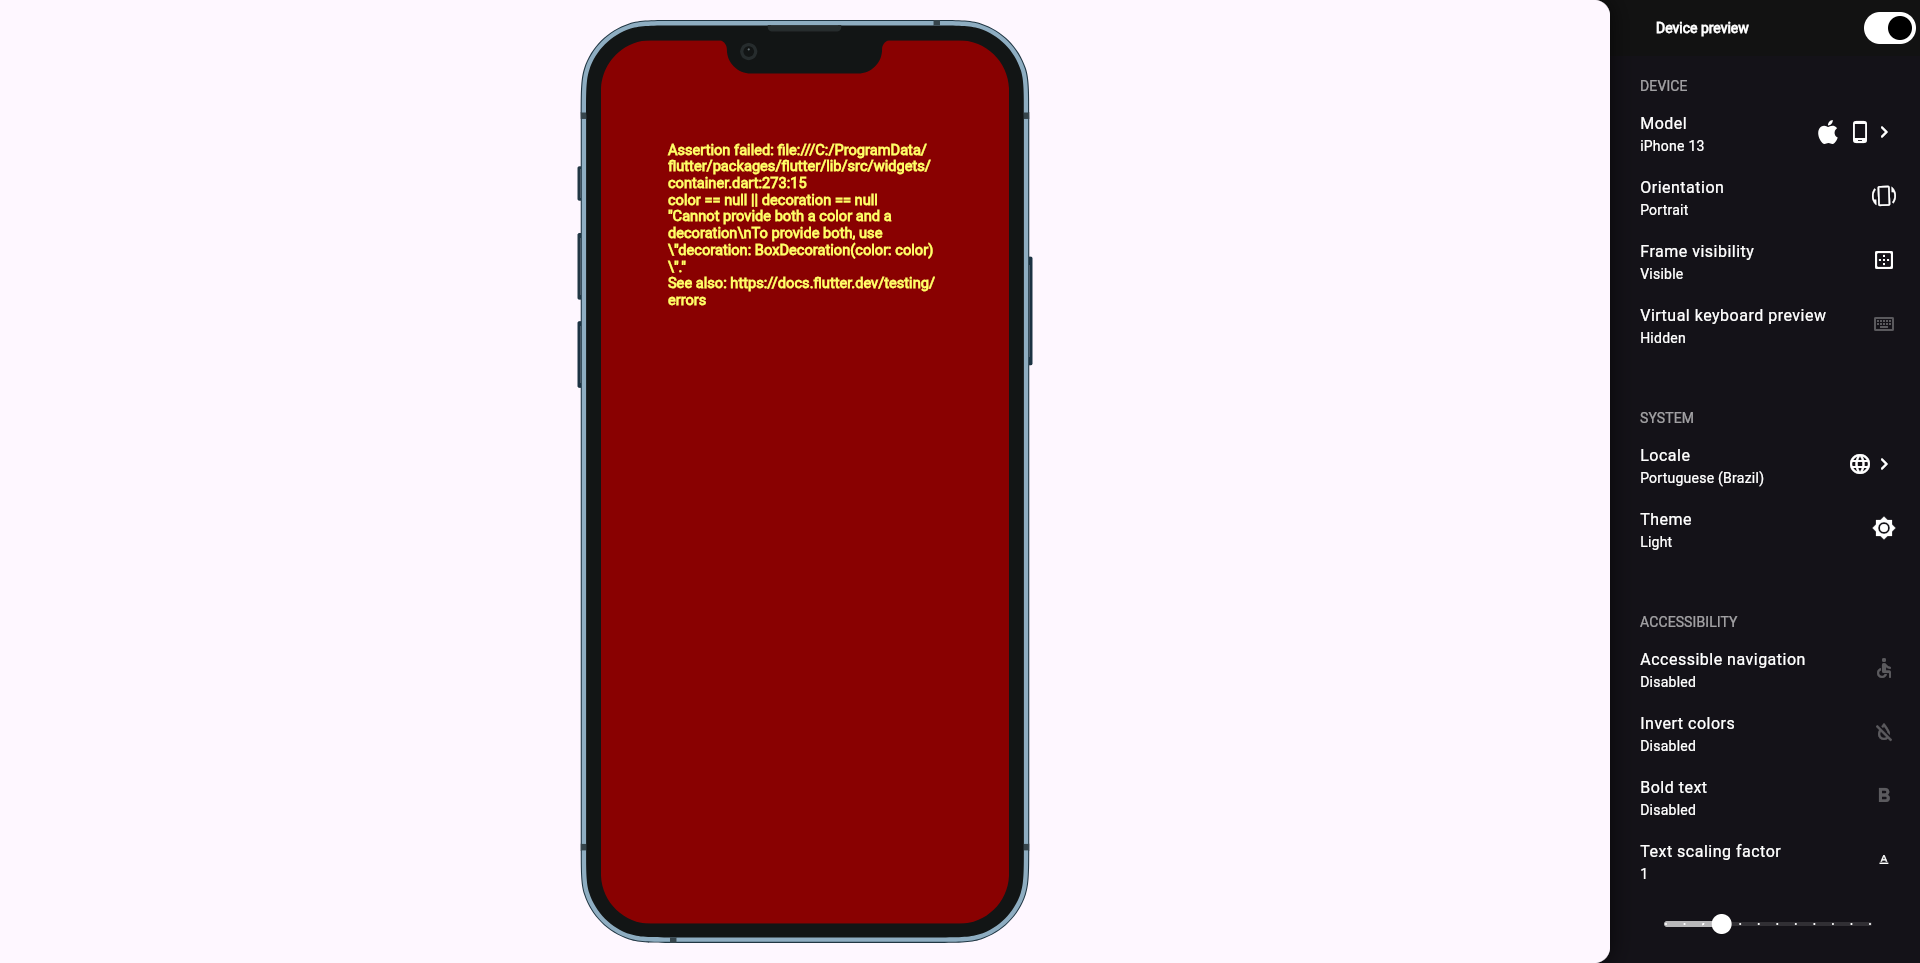 Assertion failed: file:///C:/ProgramData/
flutter/packages/flutter/lib/src/widgets/
container.dart:273:15
color == null || decoration == null
"Cannot provide both a color and a
decoration\nTo provide both, use
\"decoration: BoxDecoration(color: color)
\"."
See also: https://docs.flutter.dev/testing/
errors
Device preview
DEVICE
Model
iPhone 13
Orientation
Portrait
Frame visibility
Visible
Virtual keyboard preview
Hidden
SYSTEM
Locale
Portuguese (Brazil)
Theme
Light
ACCESSIBILITY
Accessible navigation
Disabled
Invert colors
Disabled
Bold text
Disabled
B
Text scaling factor
1
A